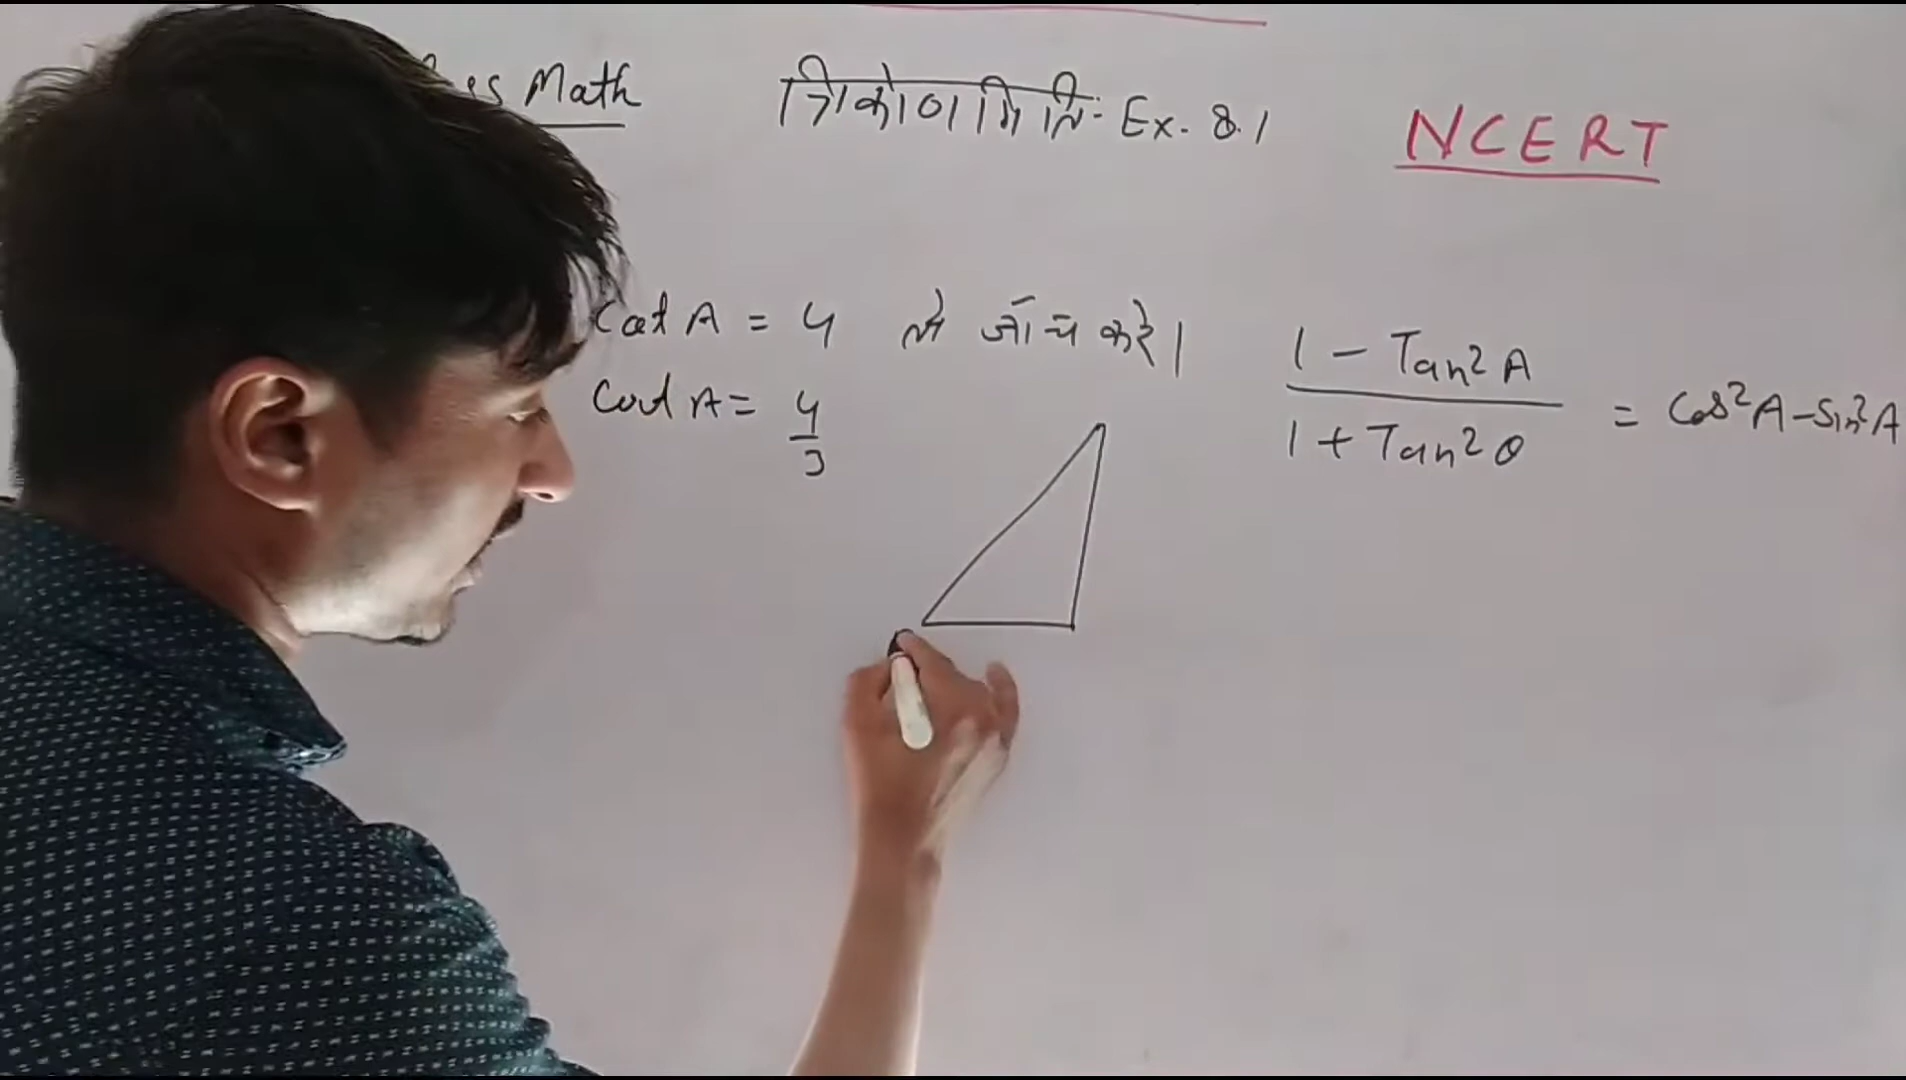 Math त्रिकोणमिति:- Ex. 8.1
NCERT
Cot A = 4 तो जाँच करें।
Cot A = 4/3
1 - Tan²A / 1 + Tan²θ = Cos²A - Sin²A